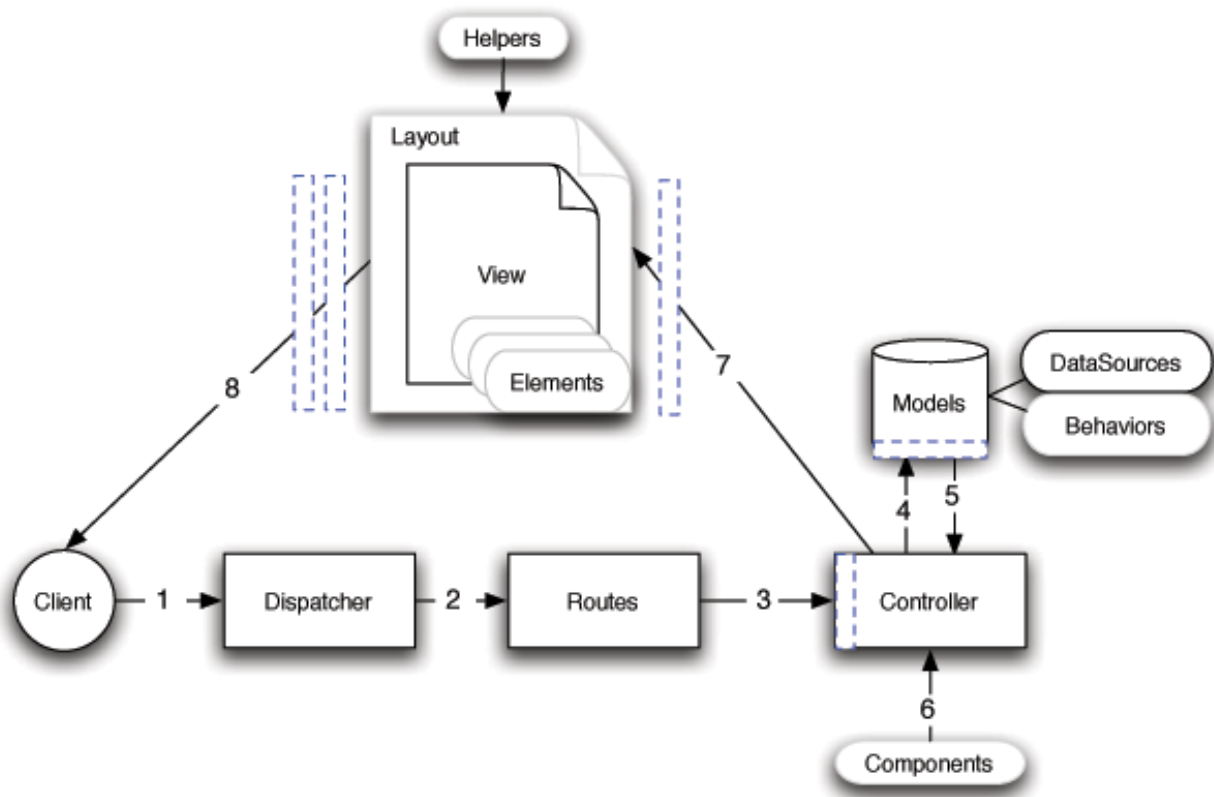 Helpers
Layout
View
Elements
8
7
DataSources
Models
Behaviors
4
5
Client
1
Dispatcher
2
Routes
3
Controller
6
Components